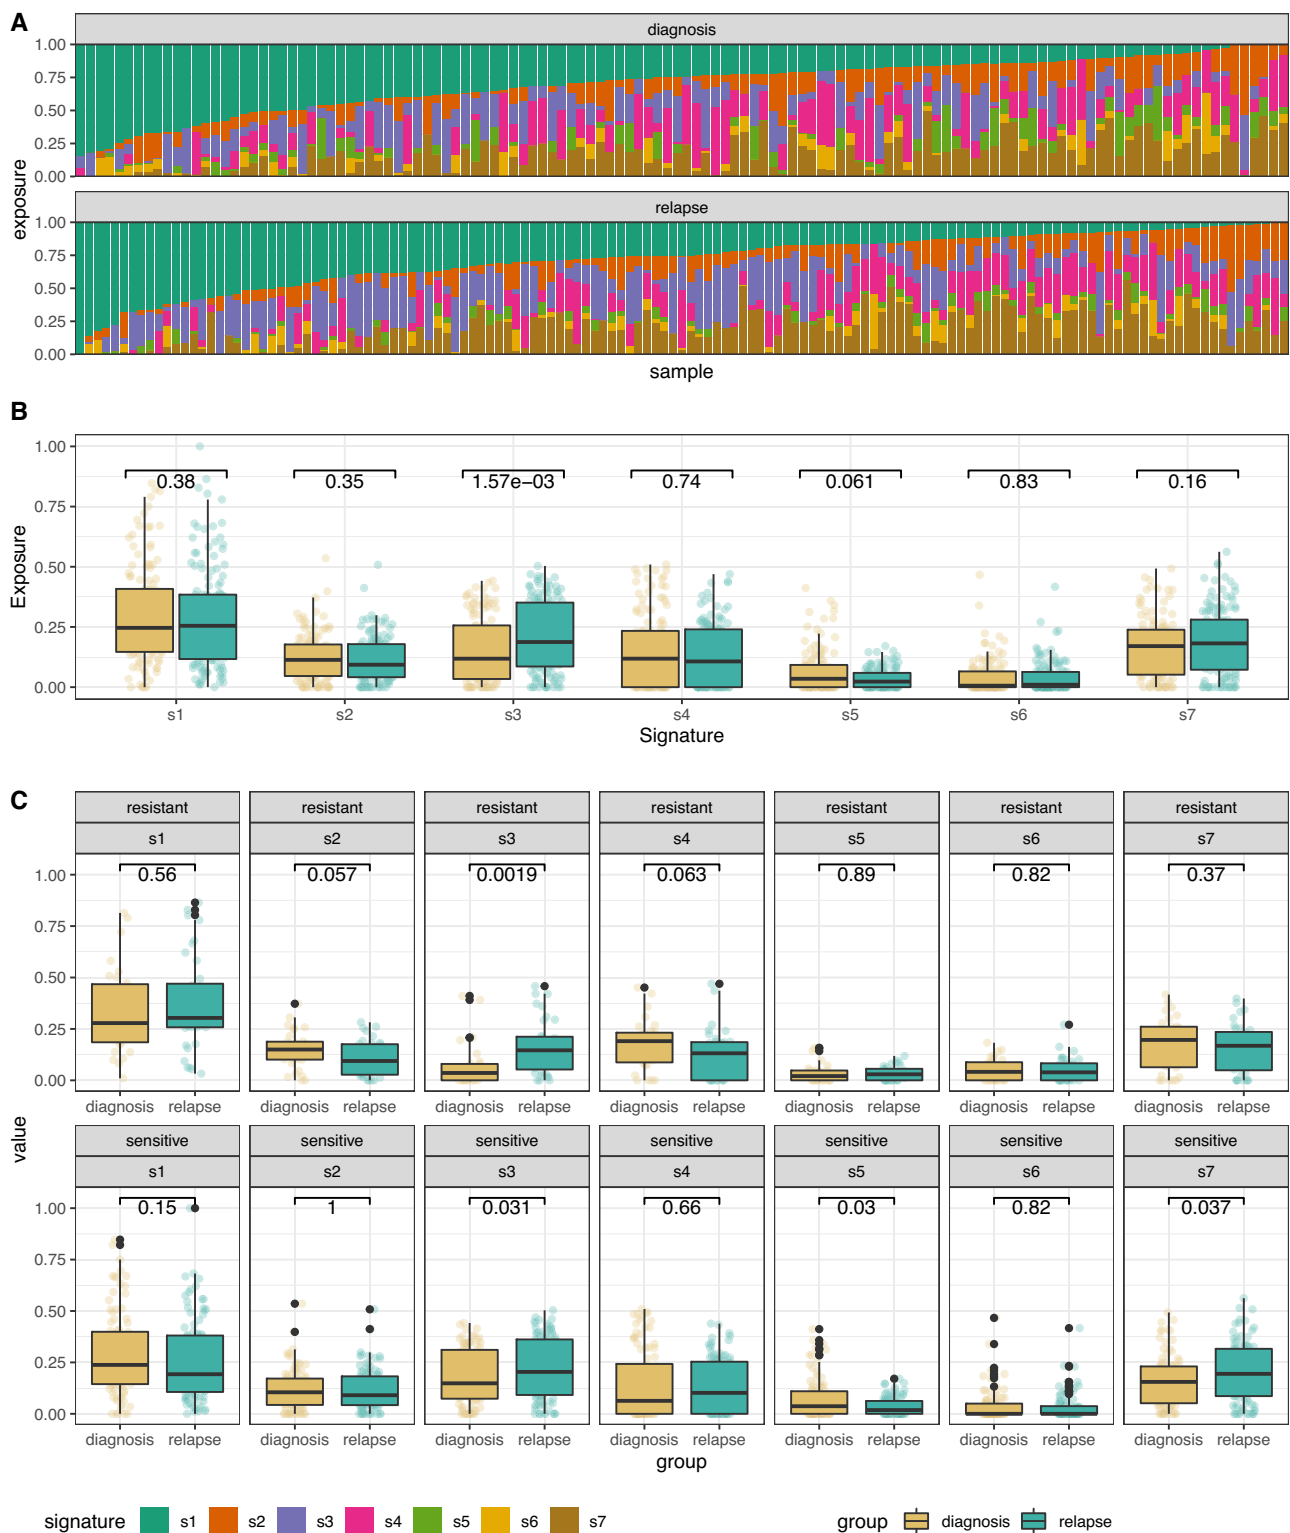 A
diagnosis
1.00
0.75
0.50
0.25
0.00
relapse
1.00
0.75
0.50
0.25
0.00
exposure
sample
B
1.00
0.75
0.50
0.25
0.00
Exposure
0.38 0.35 1.57e−03 0.74 0.061 0.83 0.16
s1 s2 s3 s4 s5 s6 s7
Signature
C
resistant resistant resistant resistant resistant resistant resistant
s1 s2 s3 s4 s5 s6 s7
0.56 0.057 0.0019 0.063 0.89 0.82 0.37
1.00
0.75
0.50
0.25
0.00
diagnosis relapse diagnosis relapse diagnosis relapse diagnosis relapse diagnosis relapse diagnosis relapse diagnosis relapse
value
sensitive sensitive sensitive sensitive sensitive sensitive sensitive
s1 s2 s3 s4 s5 s6 s7
0.15 1 0.031 0.66 0.03 0.82 0.037
1.00
0.75
0.50
0.25
0.00
diagnosis relapse diagnosis relapse diagnosis relapse diagnosis relapse diagnosis relapse diagnosis relapse diagnosis relapse
group
signature s1 s2 s3 s4 s5 s6 s7
group diagnosis relapse